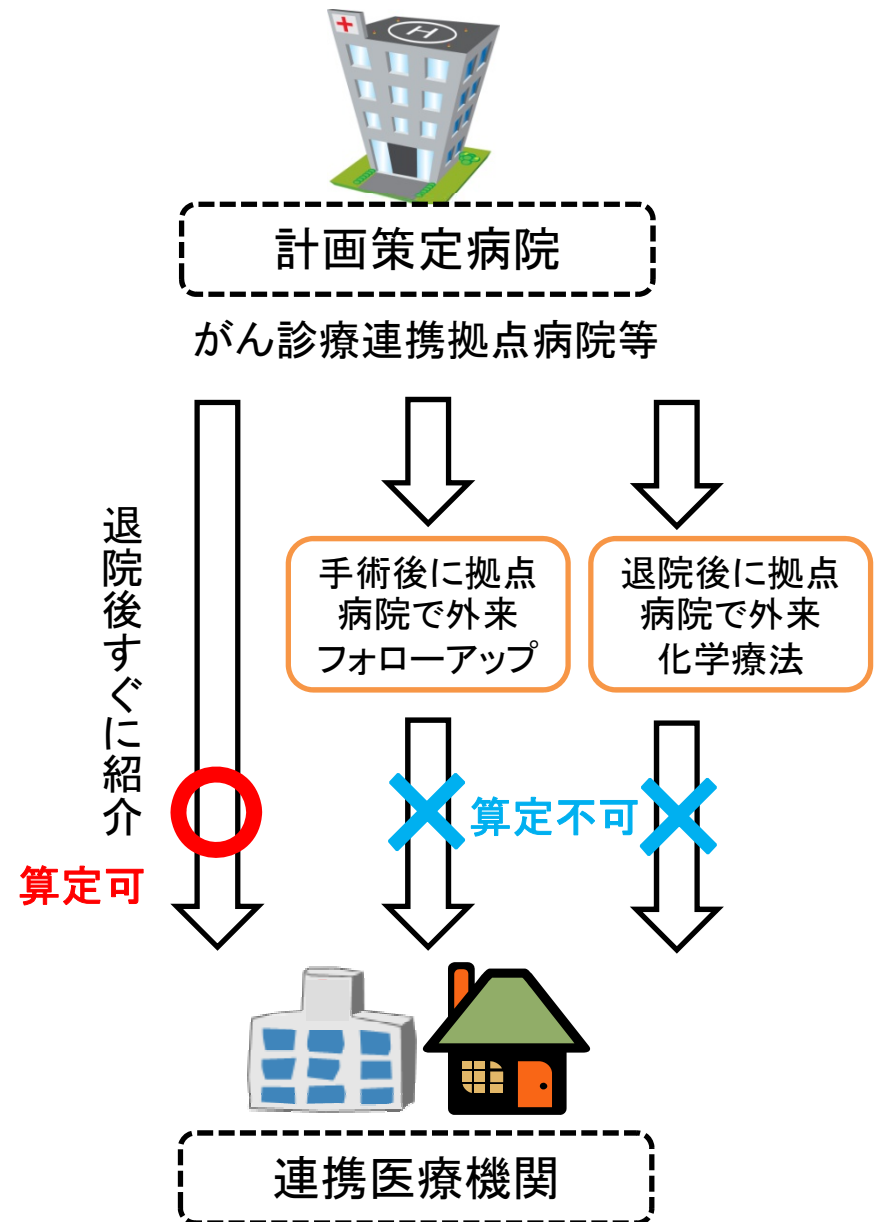 H
計画策定病院
がん診療連携拠点病院等
退院後すぐに紹介
算定可
手術後に拠点
病院で外来
フォローアップ
退院後に拠点
病院で外来
化学療法
算定不可
連携医療機関